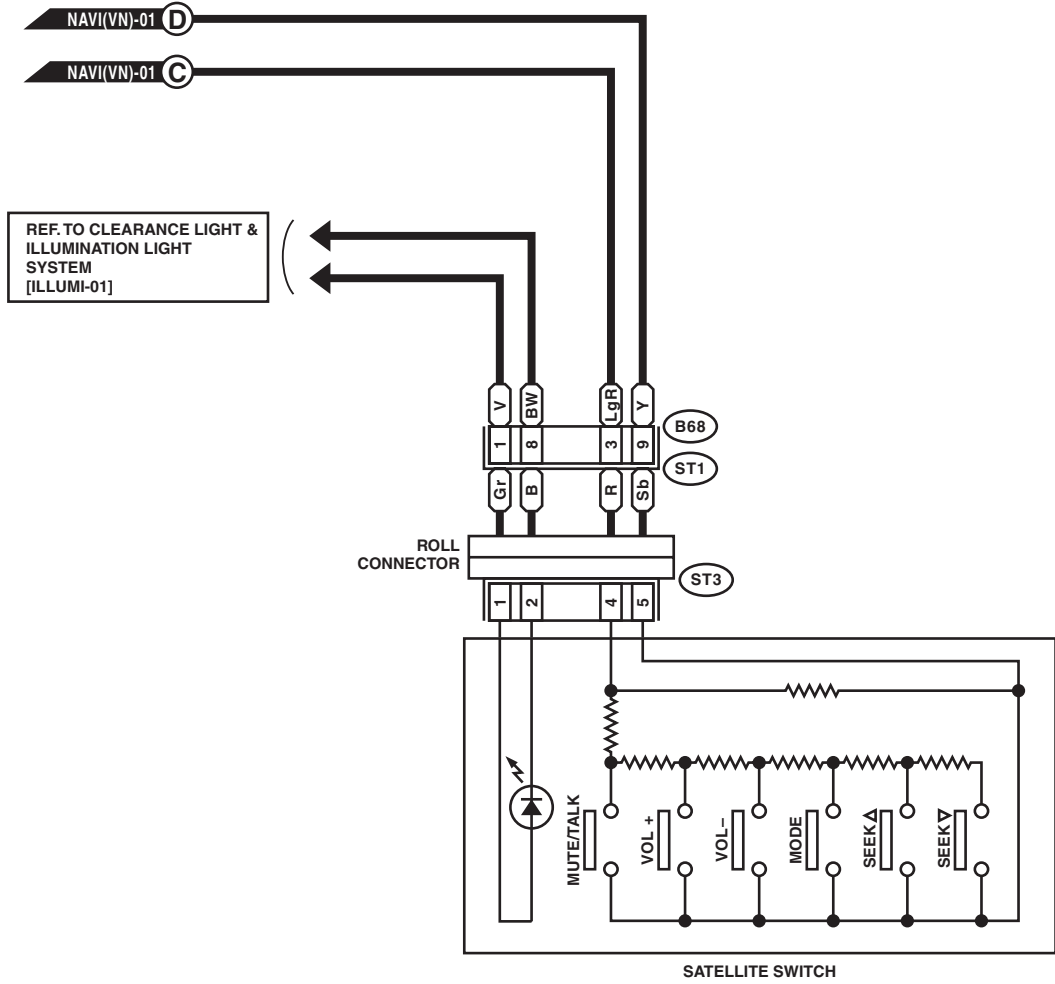 NAVI(VN)-01 D
NAVI(VN)-01 C
REF. TO CLEARANCE LIGHT &
ILLUMINATION LIGHT
SYSTEM
[ILLUMI-01]
V BW LgR Y
1 8 3 9
B68
ST1
Gr B R Sb
ROLL
CONNECTOR
ST3
1 2 4 5
MUTE/TALK
VOL +
VOL–
MODE
SEEK△
SEEK▽
SATELLITE SWITCH